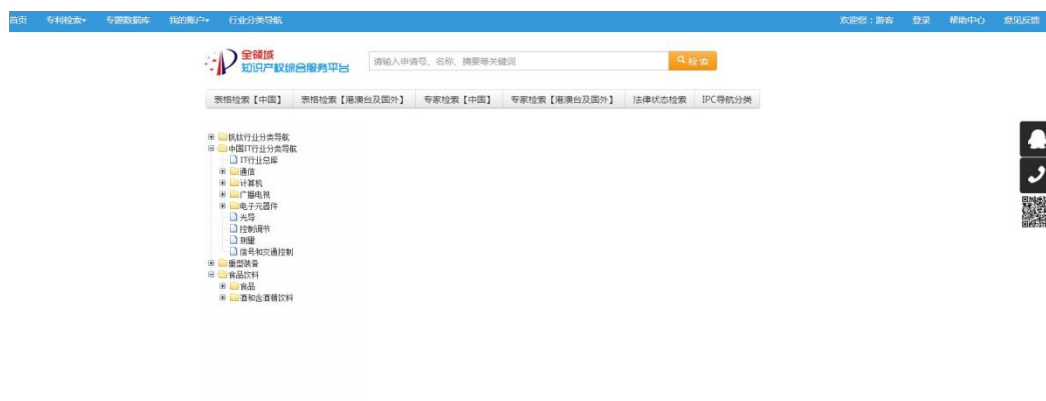 首页 专利检索▾ 专题数据库 我的账户▾ 行业分类导航 欢迎您：游客 登录 帮助中心 意见反馈
全领域
知识产权综合服务平台
请输入申请号、名称、摘要等关键词 检索
表格检索【中国】 表格检索【港澳台及国外】 专家检索【中国】 专家检索【港澳台及国外】 法律状态检索 IPC导航分类
钒钛行业分类导航
中国IT行业分类导航
IT行业总库
通信
计算机
广播电视
电子元器件
光导
控制调节
测量
信号和交通控制
重型装备
食品饮料
食品
酒和含酒精饮料